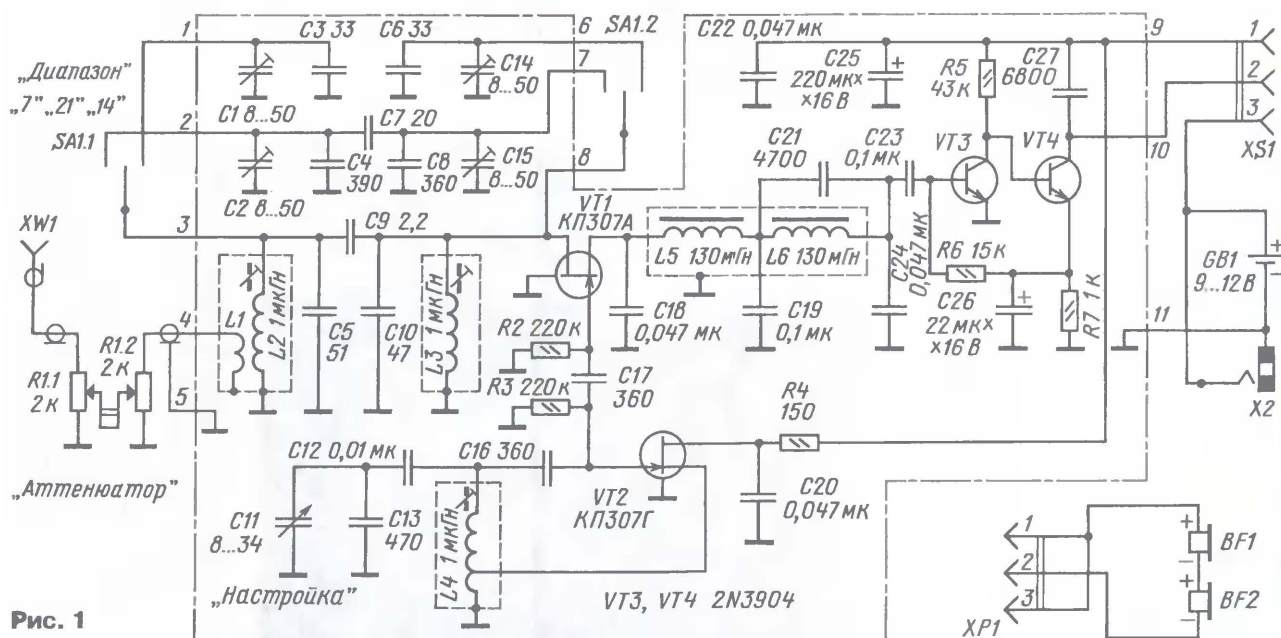 1
C3 33
C6 33
6
SA1.2
C22 0,047 мк
9
1
„Диапазон"
„7" „21" „14"
7
C14
8...50
C25
220 мк×
×16 В
+
R5
43 к
C27
6800
2
2
C1 8...50
C7 20
SA1.1
8
C21
4700
C23
0,1 мк
VT3
VT4
10
3
XS1
C4
390
C8
360
C15
8...50
C2 8...50
VT1
КП307А
XW1
3
C9 2,2
L5 130 мГн
L6 130 мГн
C24
0,047 мк
R6 15 к
GB1
9...12 В
+
−
4
L1
L2 1 мкГн
C5
51
C10
47
L3 1 мкГн
R2 220 к
C18
0,047 мк
C19
0,1 мк
C26
22 мк×
×16 В
+
R7 1 к
11
R1.1
2 к
R1.2
2 к
5
R3 220 к
C17
360
R4
150
X2
„Аттенюатор"
C12 0,01 мк
C16 360
VT2
КП307Г
C20
0,047 мк
C11
8...34
C13
470
L4 1 мкГн
1
2
3
+
BF1
−
+
BF2
−
„Настройка"
VT3, VT4 2N3904
XP1
Рис. 1